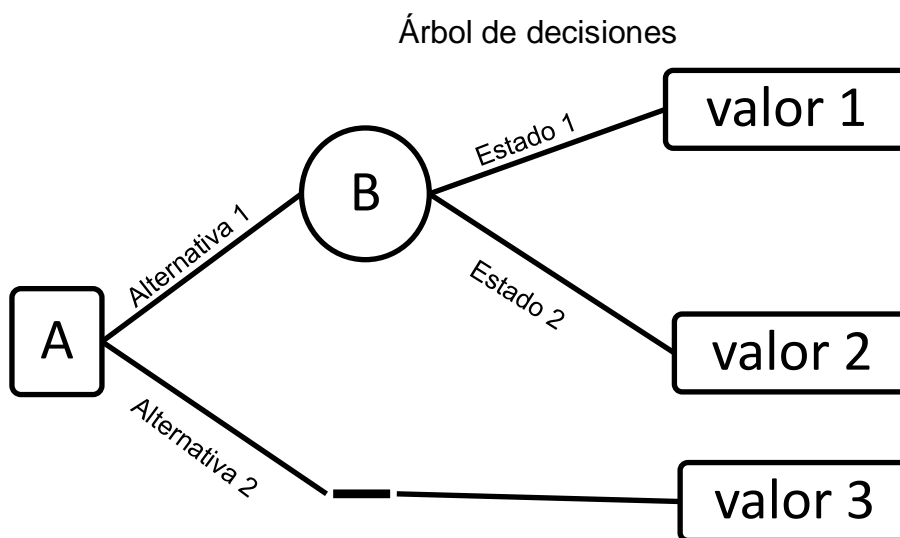 Árbol de decisiones
valor 1
Estado 1
B
Alternativa 1
Estado 2
A
valor 2
Alternativa 2
valor 3